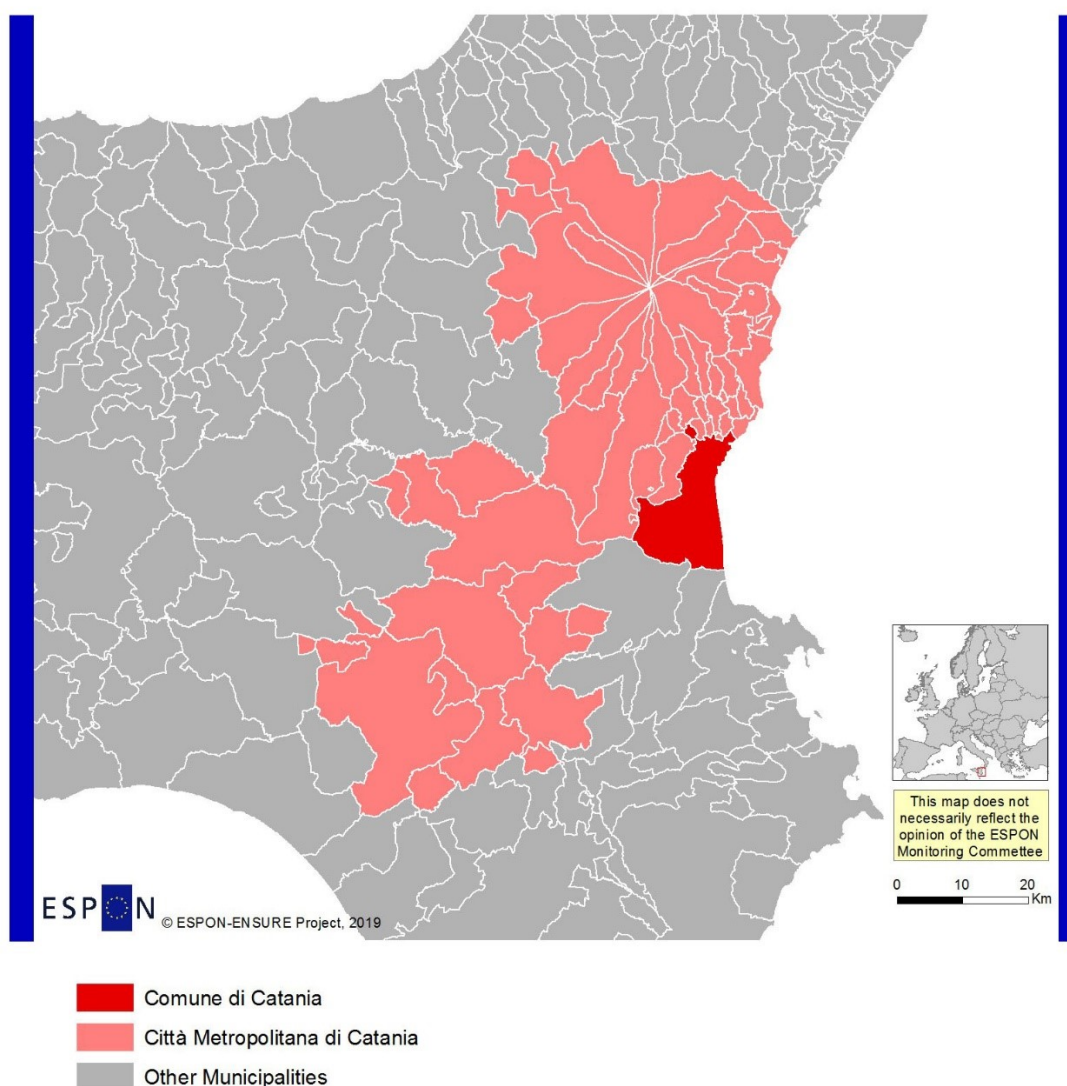 This map does not
necessarily reflect the
opinion of the ESPON
Monitoring Commettee
0 10 20
Km
ESPON
© ESPON-ENSURE Project, 2019
Comune di Catania
Città Metropolitana di Catania
Other Municipalities